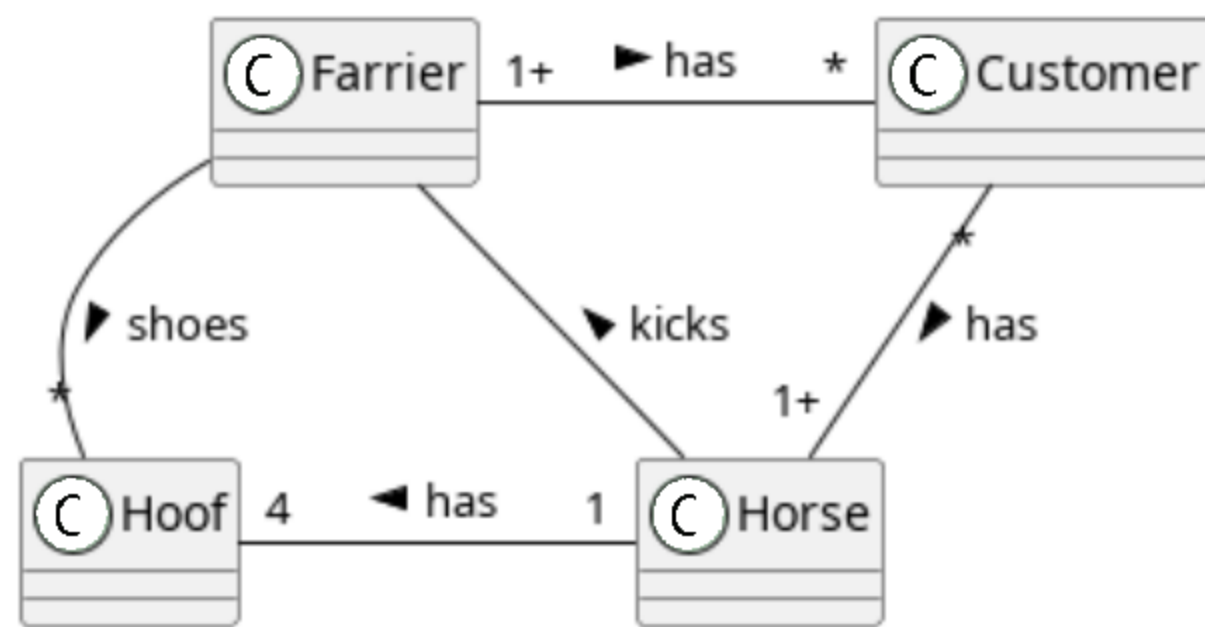 C Farrier 1+ ► has * C Customer
*
shoes kicks has
* 1+
C Hoof 4 ◄ has 1 C Horse